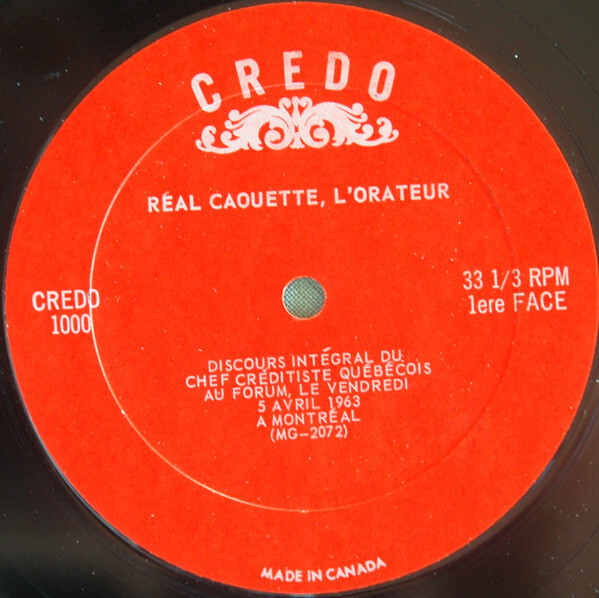 CREDO
RÉAL CAOUETTE, L'ORATEUR
CREDO
1000
33 1/3 RPM
1ere FACE
DISCOURS INTÉGRAL DU
CHEF CRÉDITISTE QUÉBÉCOIS
AU FORUM, LE VENDREDI
5 AVRIL 1963
A MONTRÉAL
(MG-2072)
MADE IN CANADA